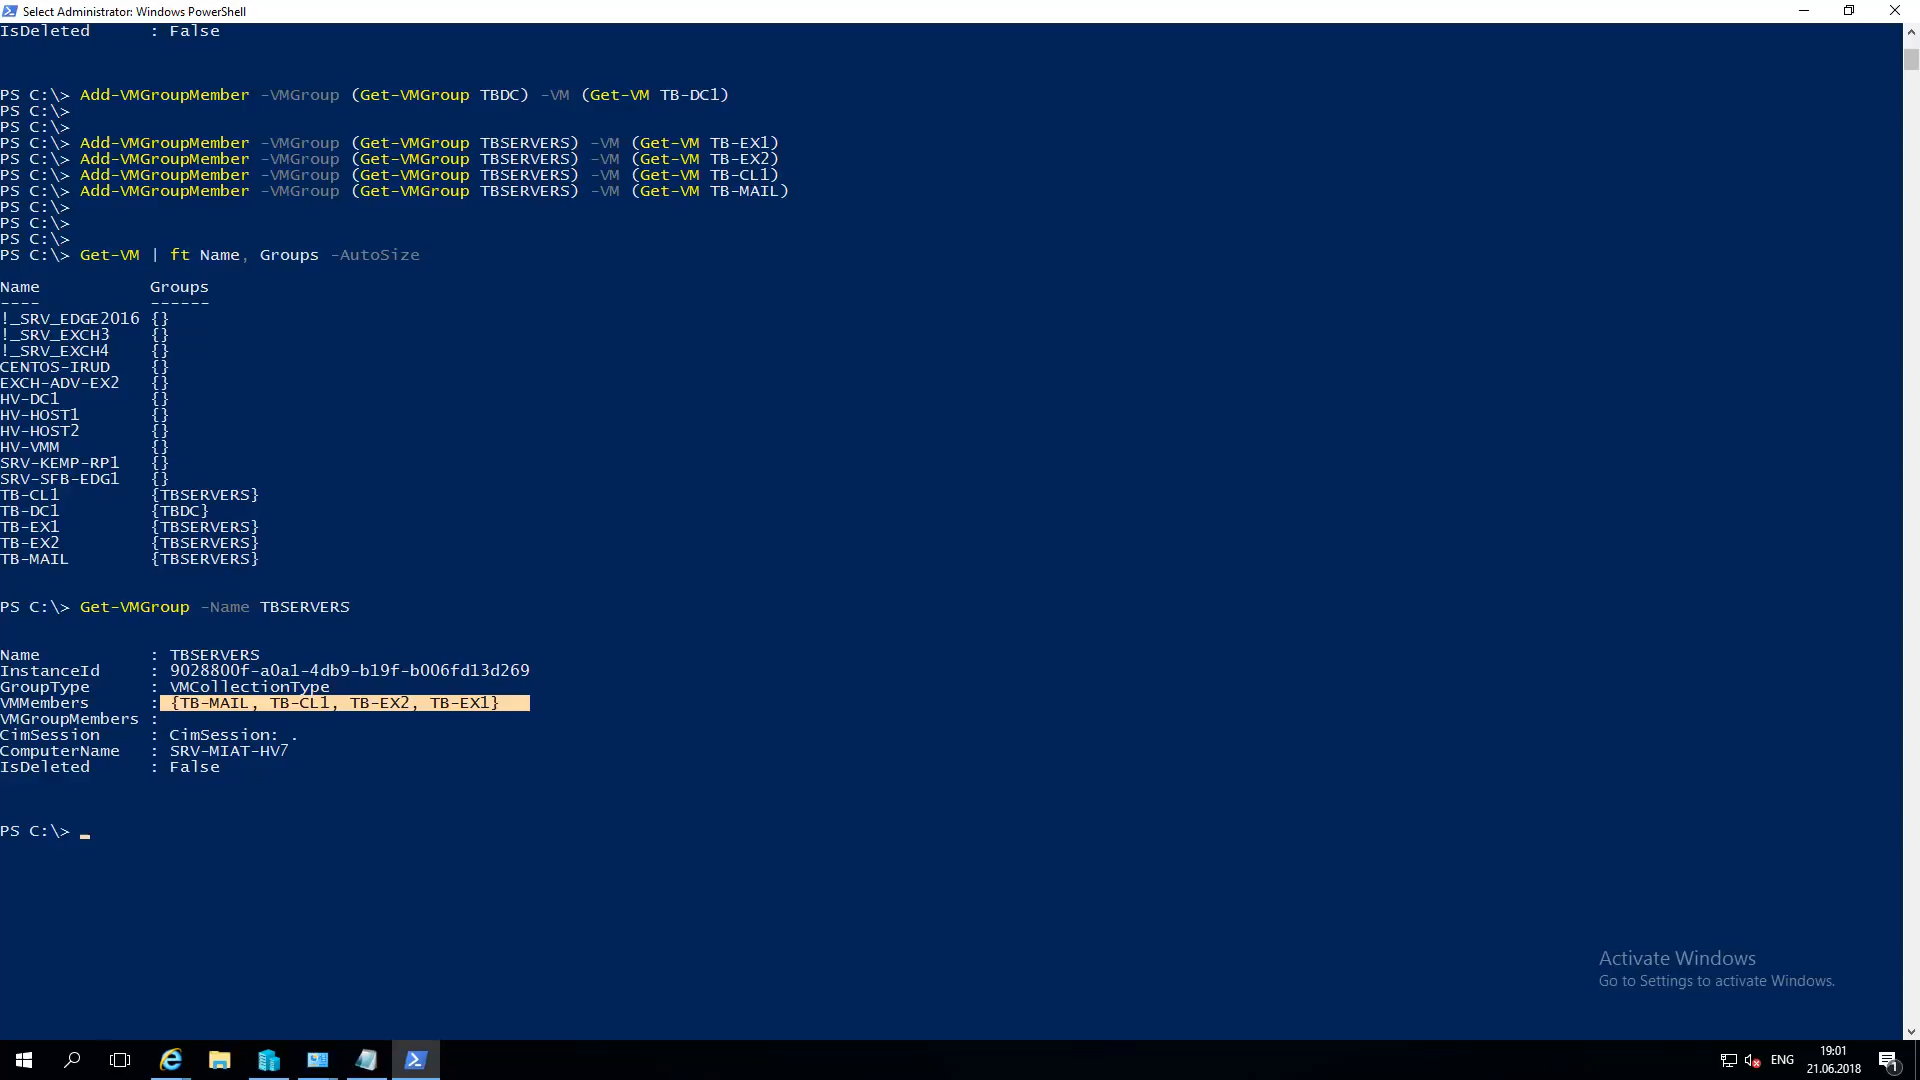 Select Administrator: Windows PowerShell
IsDeleted : False
PS C:\> Add-VMGroupMember -VMGroup (Get-VMGroup TBDC) -VM (Get-VM TB-DC1)
PS C:\>
PS C:\>
PS C:\> Add-VMGroupMember -VMGroup (Get-VMGroup TBSERVERS) -VM (Get-VM TB-EX1)
PS C:\> Add-VMGroupMember -VMGroup (Get-VMGroup TBSERVERS) -VM (Get-VM TB-EX2)
PS C:\> Add-VMGroupMember -VMGroup (Get-VMGroup TBSERVERS) -VM (Get-VM TB-CL1)
PS C:\> Add-VMGroupMember -VMGroup (Get-VMGroup TBSERVERS) -VM (Get-VM TB-MAIL)
PS C:\>
PS C:\>
PS C:\>
PS C:\> Get-VM | ft Name, Groups -AutoSize
Name Groups
---- ------
!_SRV_EDGE2016 {}
!_SRV_EXCH3 {}
!_SRV_EXCH4 {}
CENTOS-IRUD {}
EXCH-ADV-EX2 {}
HV-DC1 {}
HV-HOST1 {}
HV-HOST2 {}
HV-VMM {}
SRV-KEMP-RP1 {}
SRV-SFB-EDG1 {}
TB-CL1 {TBSERVERS}
TB-DC1 {TBDC}
TB-EX1 {TBSERVERS}
TB-EX2 {TBSERVERS}
TB-MAIL {TBSERVERS}
PS C:\> Get-VMGroup -Name TBSERVERS
Name : TBSERVERS
InstanceId : 9028800f-a0a1-4db9-b19f-b006fd13d269
GroupType : VMCollectionType
VMMembers : {TB-MAIL, TB-CL1, TB-EX2, TB-EX1}
VMGroupMembers :
CimSession : CimSession: .
ComputerName : SRV-MIAT-HV7
IsDeleted : False
PS C:\> _
Activate Windows
Go to Settings to activate Windows.
ENG
19:01
21.06.2018
1